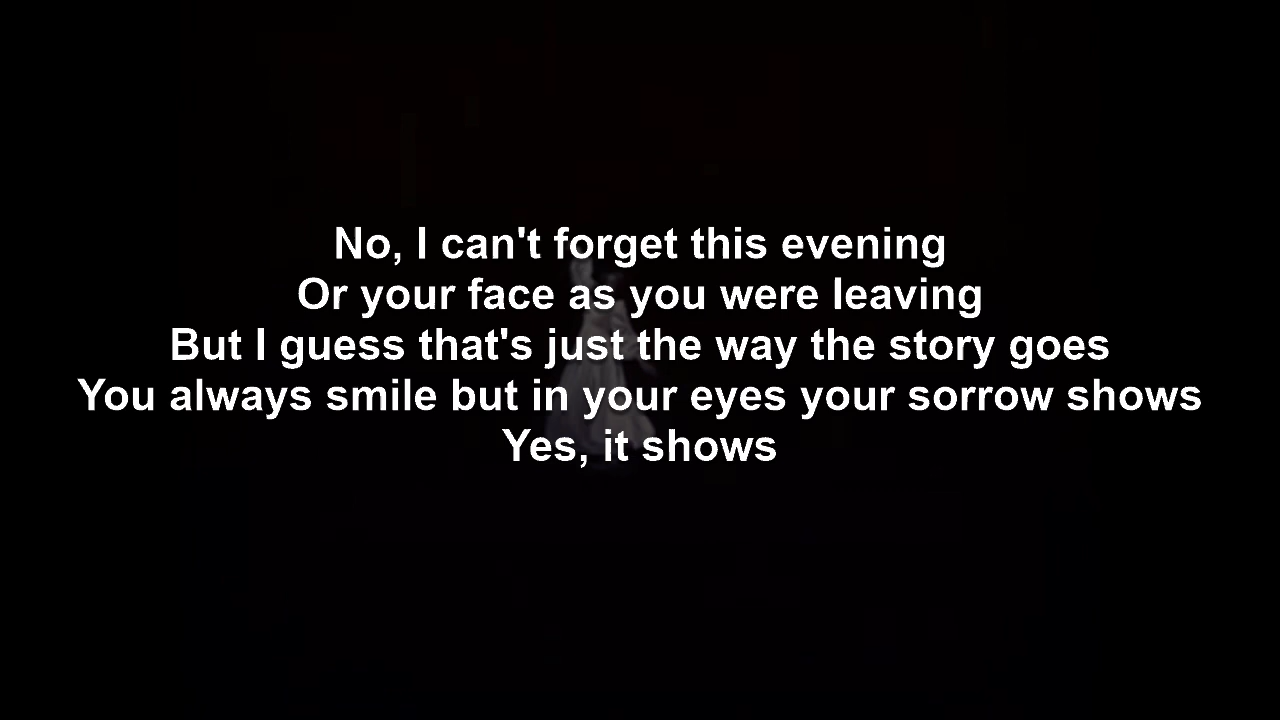 No, I can't forget this evening
Or your face as you were leaving
But I guess that's just the way the story goes
You always smile but in your eyes your sorrow shows
Yes, it shows